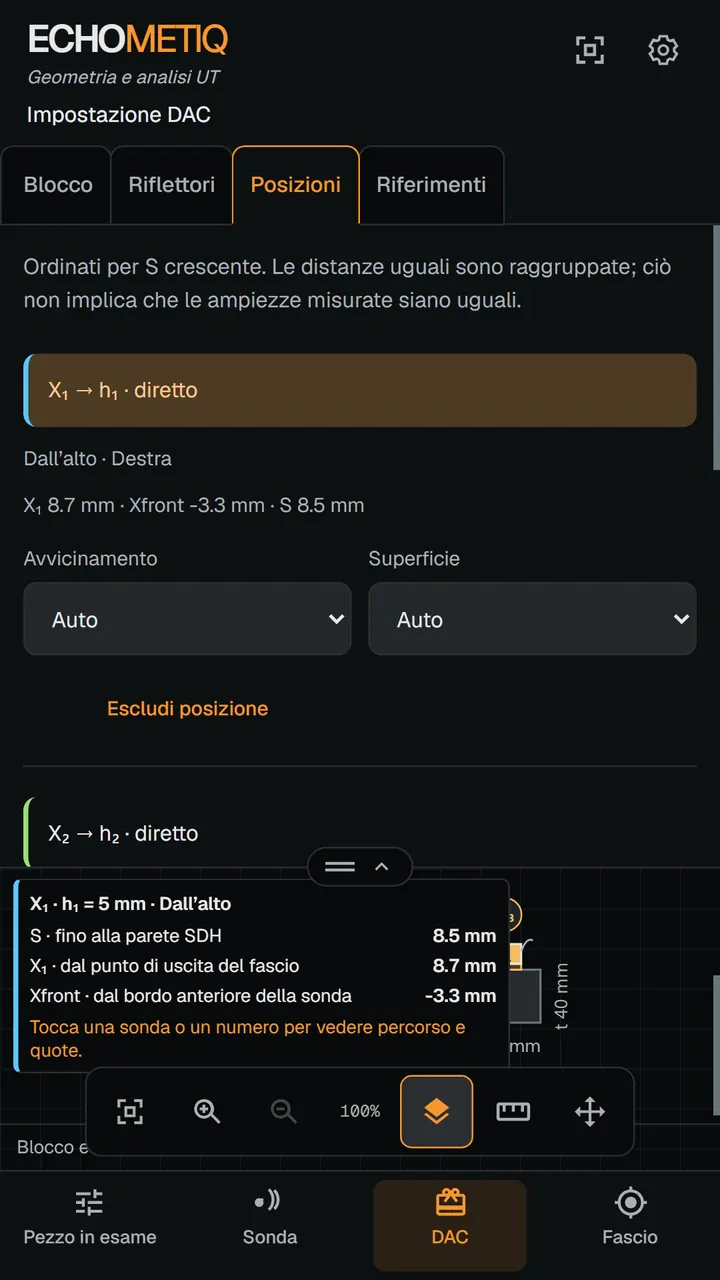 ECHOMETIQ
Geometria e analisi UT
Impostazione DAC
Blocco
Riflettori
Posizioni
Riferimenti
Ordinati per S crescente. Le distanze uguali sono raggruppate; ciò
non implica che le ampiezze misurate siano uguali.
X₁ → h₁ · diretto
Dall’alto · Destra
X₁ 8.7 mm · Xfront -3.3 mm · S 8.5 mm
Avvicinamento
Superficie
Auto
Auto
Escludi posizione
X₂ → h₂ · diretto
X₁ · h₁ = 5 mm · Dall’alto
S · fino alla parete SDH 8.5 mm
X₁ · dal punto di uscita del fascio 8.7 mm
Xfront · dal bordo anteriore della sonda -3.3 mm
Tocca una sonda o un numero per vedere percorso e
quote.
t 40 mm
mm
100%
Blocco e
Pezzo in esame
Sonda
DAC
Fascio